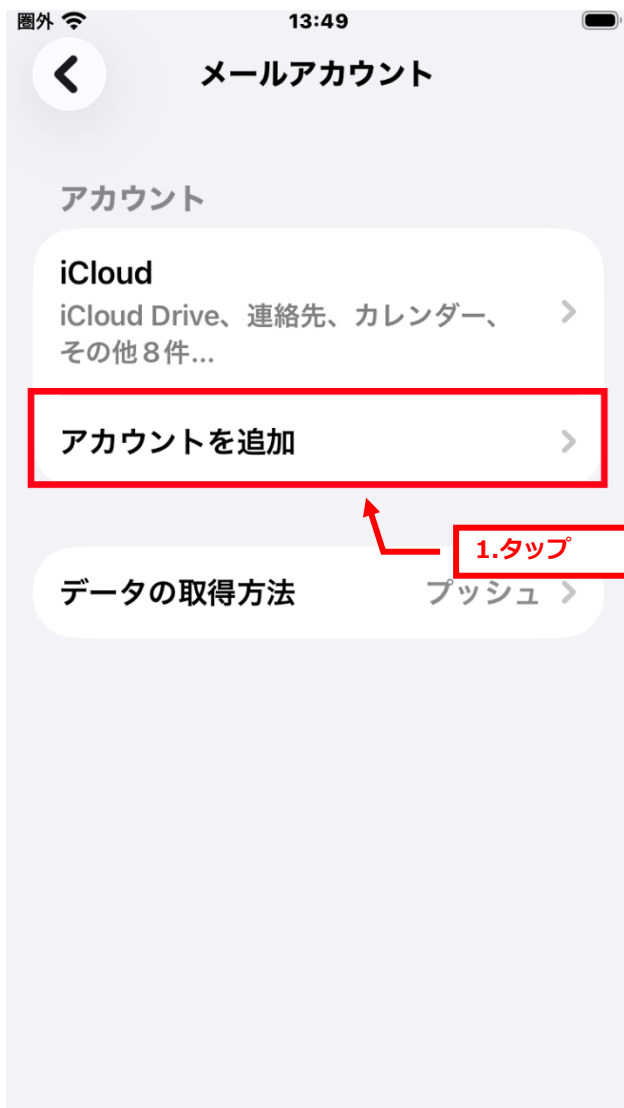 圏外 13:49
メールアカウント
アカウント
iCloud
iCloud Drive、連絡先、カレンダー、
その他８件...
アカウントを追加
1.タップ
データの取得方法 プッシュ